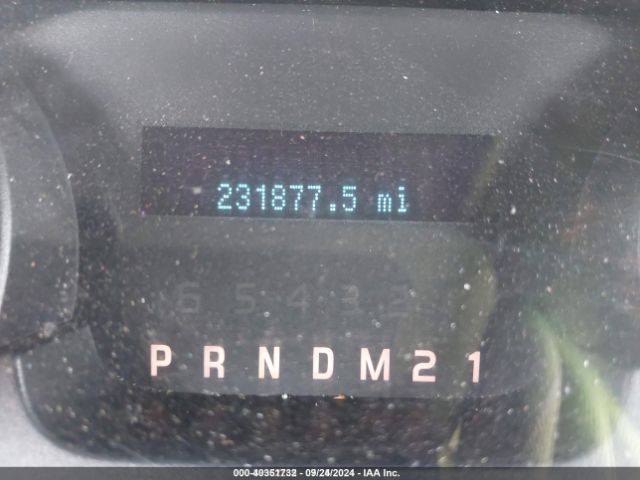 231877.5 mi
6 5 4 3 2
P R N D M 2 1
000-40351732 - 09/24/2024 - IAA Inc.